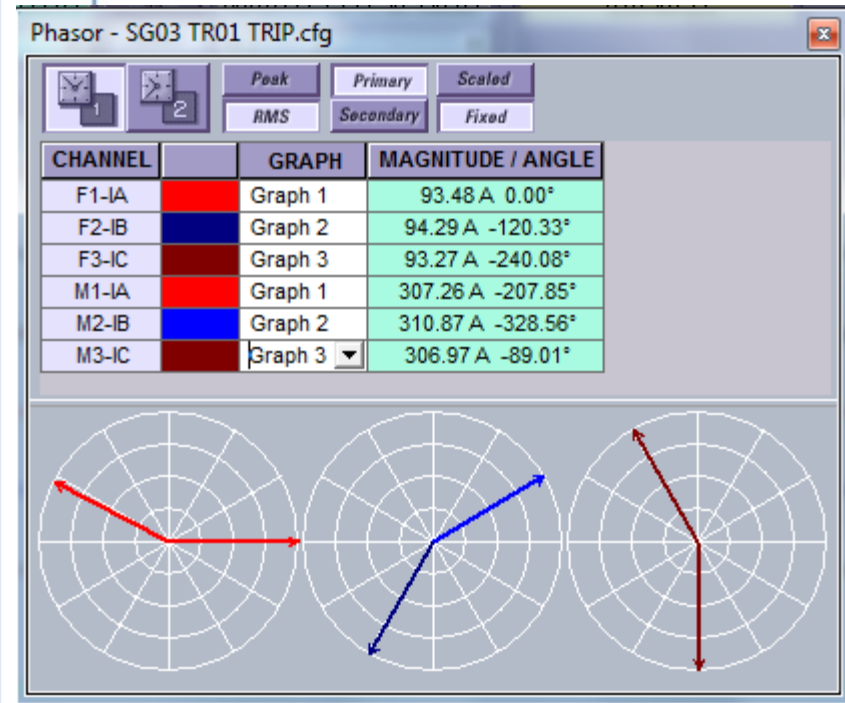 Phasor - SG03 TR01 TRIP.cfg
1 2 Peak Primary Scaled
RMS Secondary Fixed
CHANNEL GRAPH MAGNITUDE / ANGLE
F1-IA Graph 1 93.48 A 0.00°
F2-IB Graph 2 94.29 A -120.33°
F3-IC Graph 3 93.27 A -240.08°
M1-IA Graph 1 307.26 A -207.85°
M2-IB Graph 2 310.87 A -328.56°
M3-IC Graph 3 306.97 A -89.01°